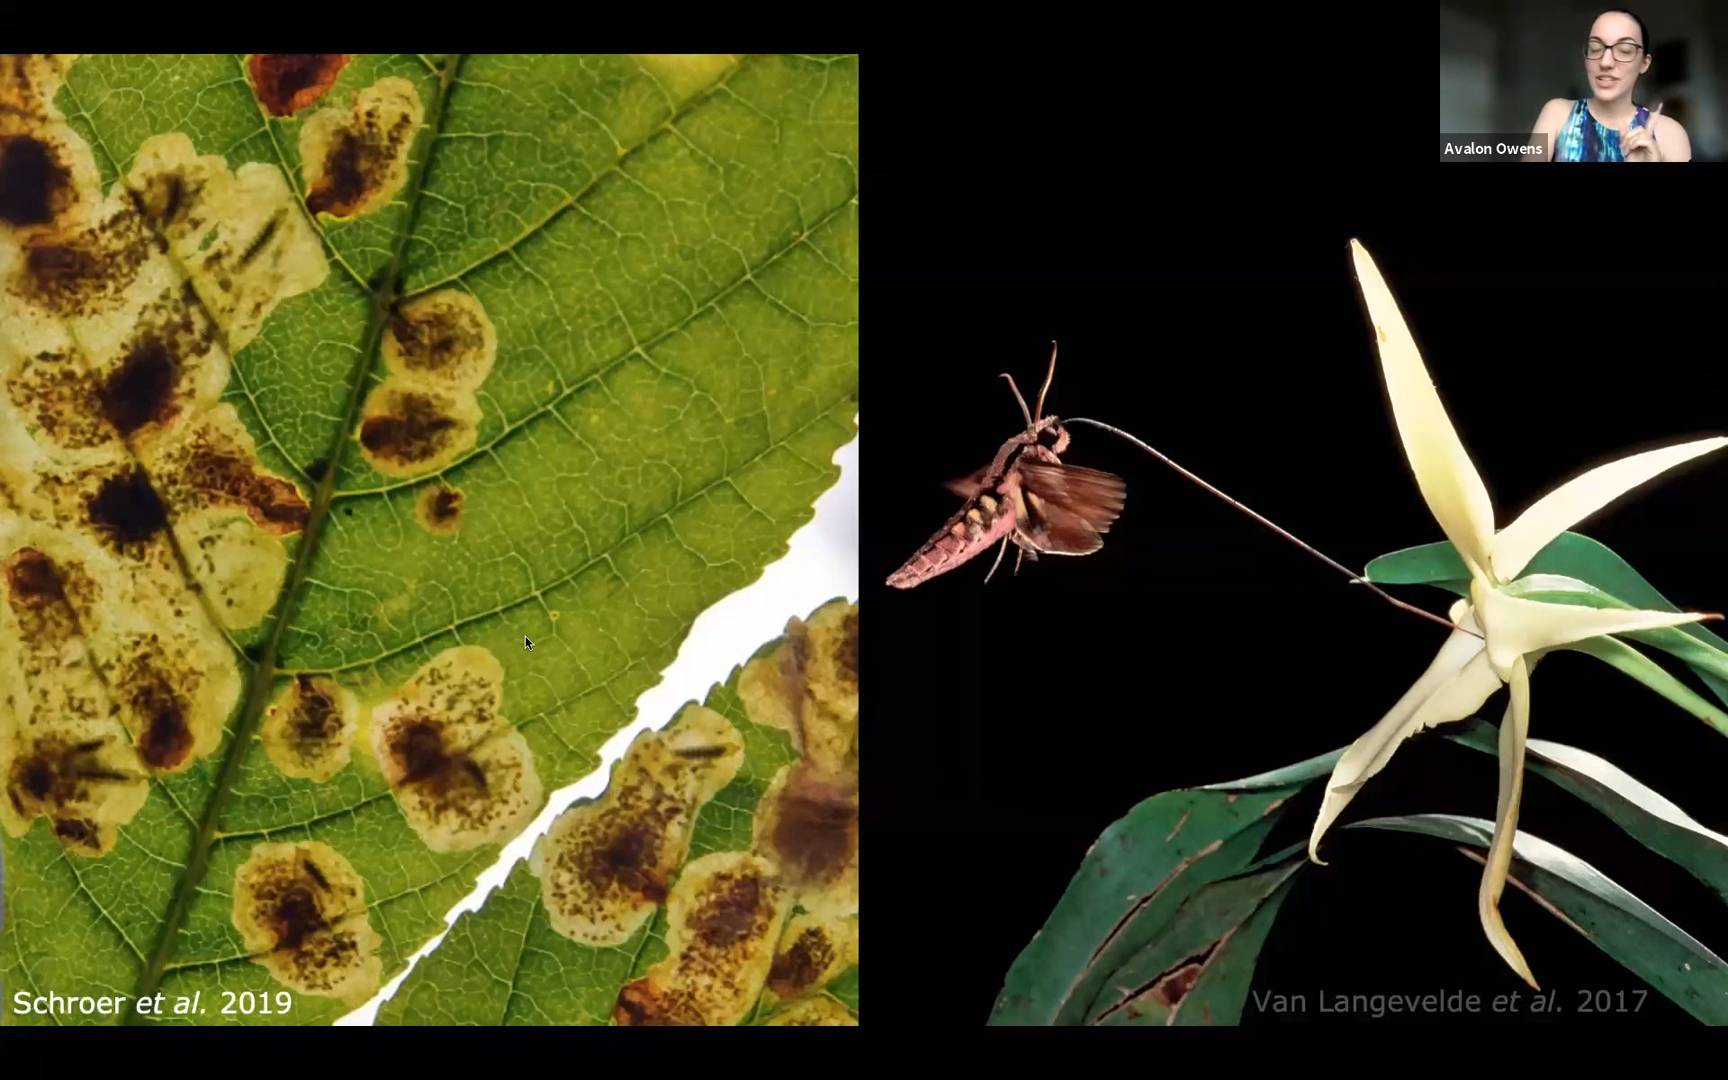 Avalon Owens
Schroer et al. 2019
Van Langevelde et al. 2017